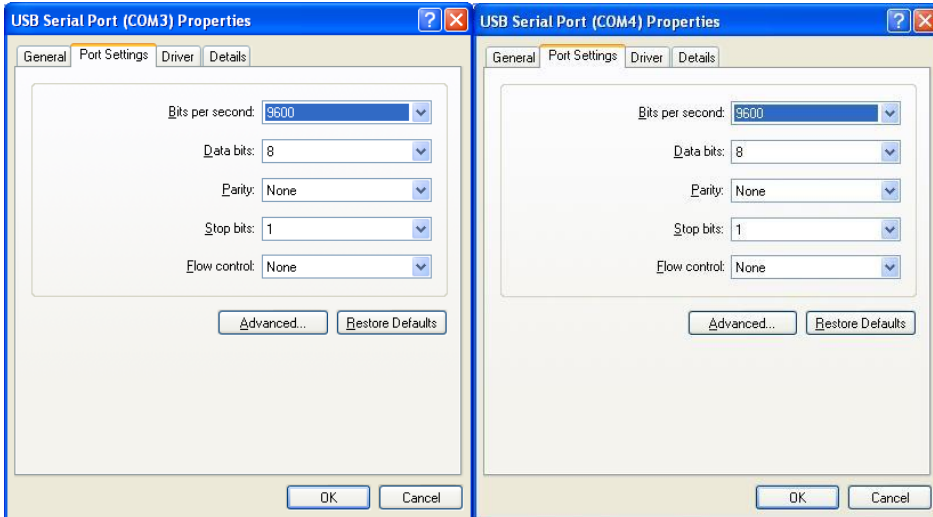 USB Serial Port (COM3) Properties
General Port Settings Driver Details
Bits per second: 9600
Data bits: 8
Parity: None
Stop bits: 1
Flow control: None
Advanced... Restore Defaults
OK Cancel
USB Serial Port (COM4) Properties
General Port Settings Driver Details
Bits per second: 9600
Data bits: 8
Parity: None
Stop bits: 1
Flow control: None
Advanced... Restore Defaults
OK Cancel